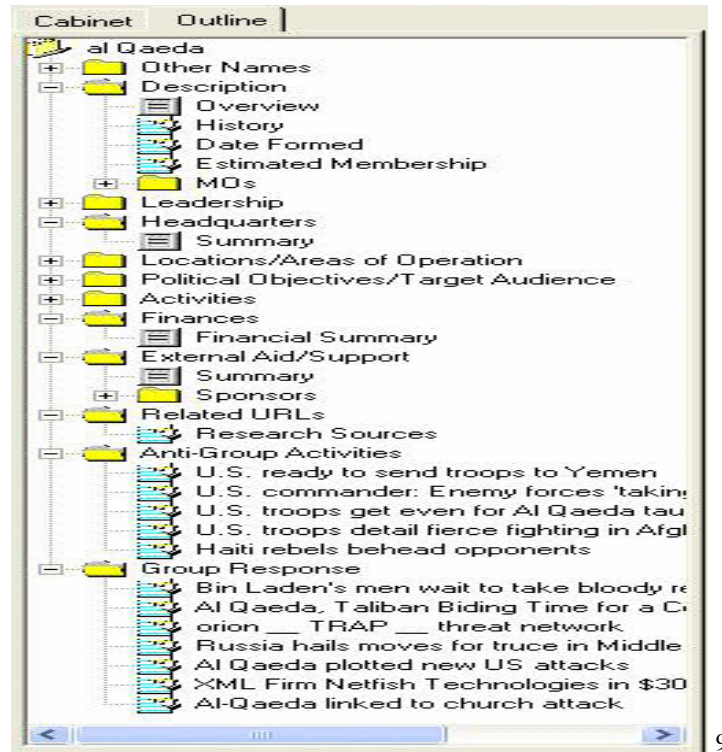 Cabinet Outline
al Qaeda
Other Names
Description
Overview
History
Date Formed
Estimated Membership
MOs
Leadership
Headquarters
Summary
Locations/Areas of Operation
Political Objectives/Target Audience
Activities
Finances
Financial Summary
External Aid/Support
Summary
Sponsors
Related URLs
Research Sources
Anti-Group Activities
U.S. ready to send troops to Yemen
U.S. commander: Enemy forces 'taking
U.S. troops get even for Al Qaeda tau
U.S. troops detail fierce fighting in Afgl
Haiti rebels behead opponents
Group Response
Bin Laden's men wait to take bloody re
Al Qaeda, Taliban Biding Time for a C
orion __ TRAP __ threat network
Russia hails moves for truce in Middle
Al Qaeda plotted new US attacks
XML Firm Netfish Technologies in $30
Al-Qaeda linked to church attack